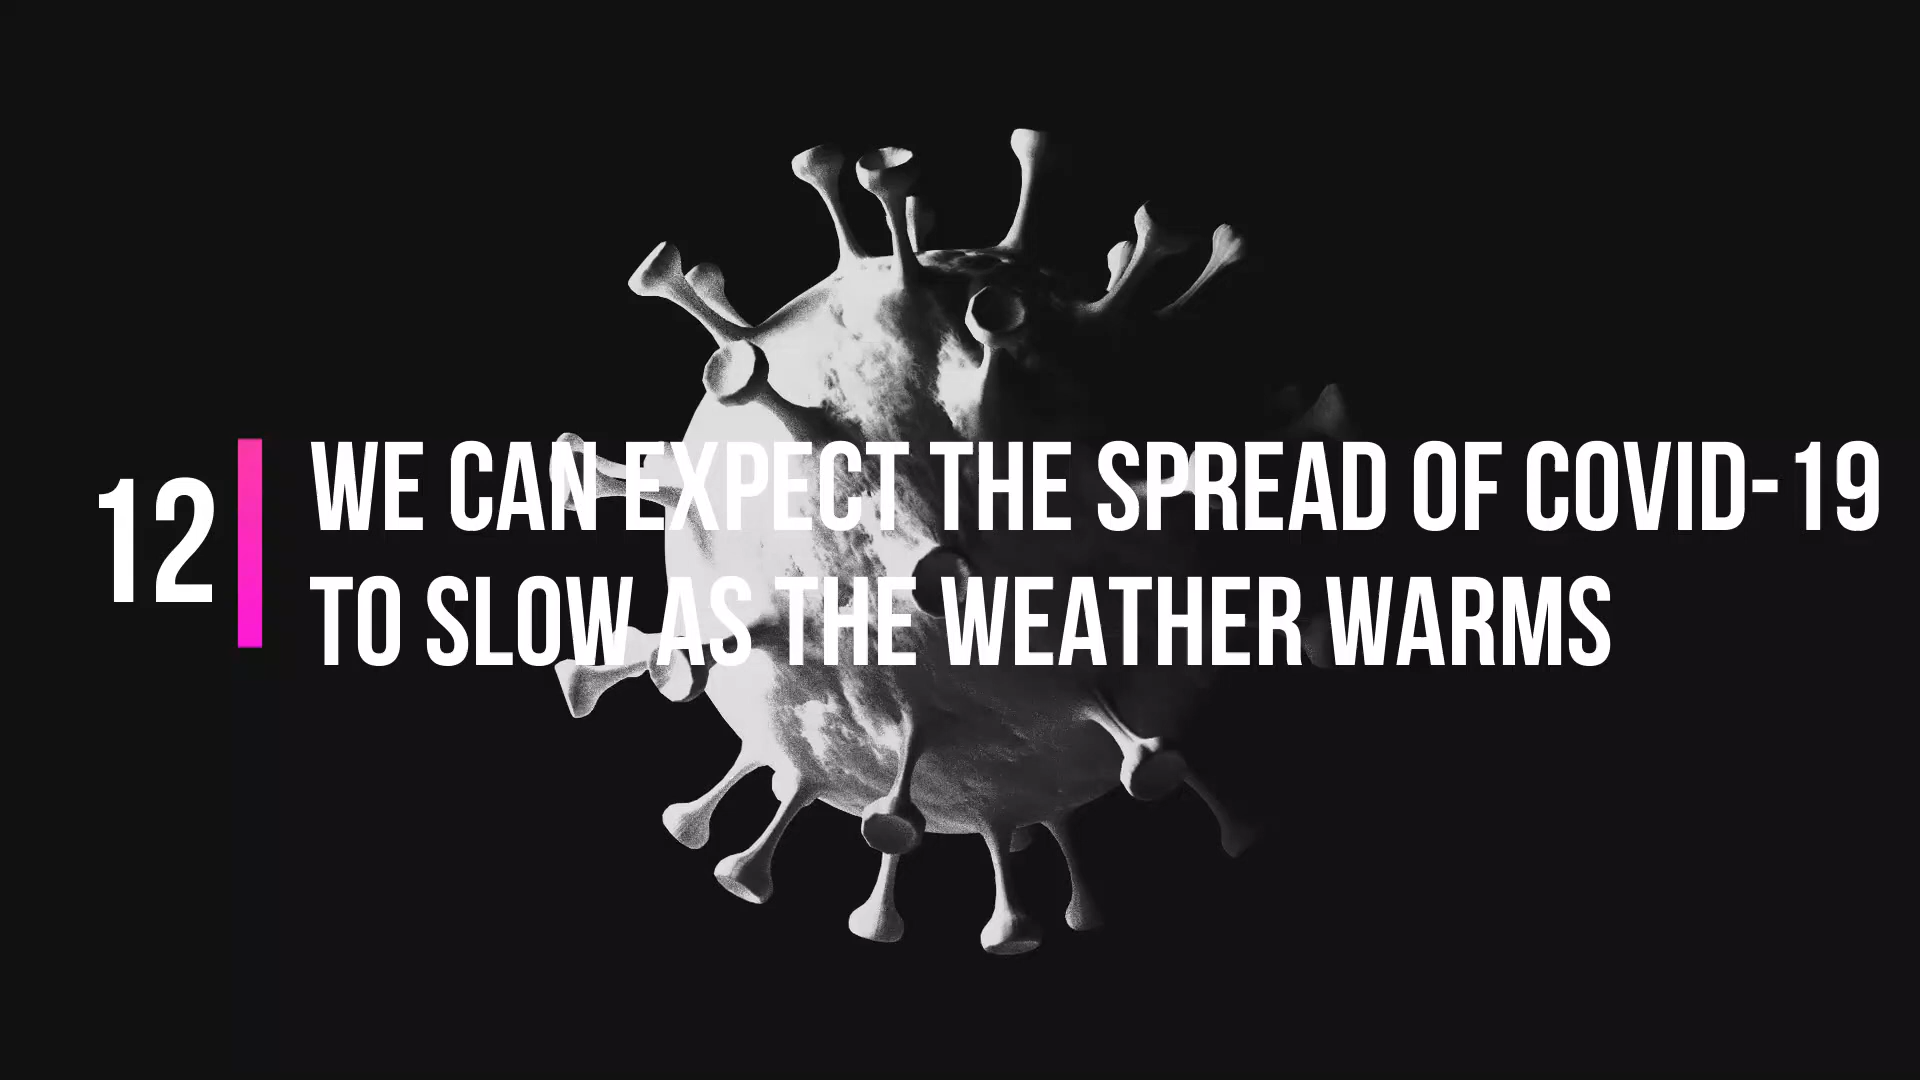 12
WE CAN EXPECT THE SPREAD OF COVID-19
TO SLOW AS THE WEATHER WARMS